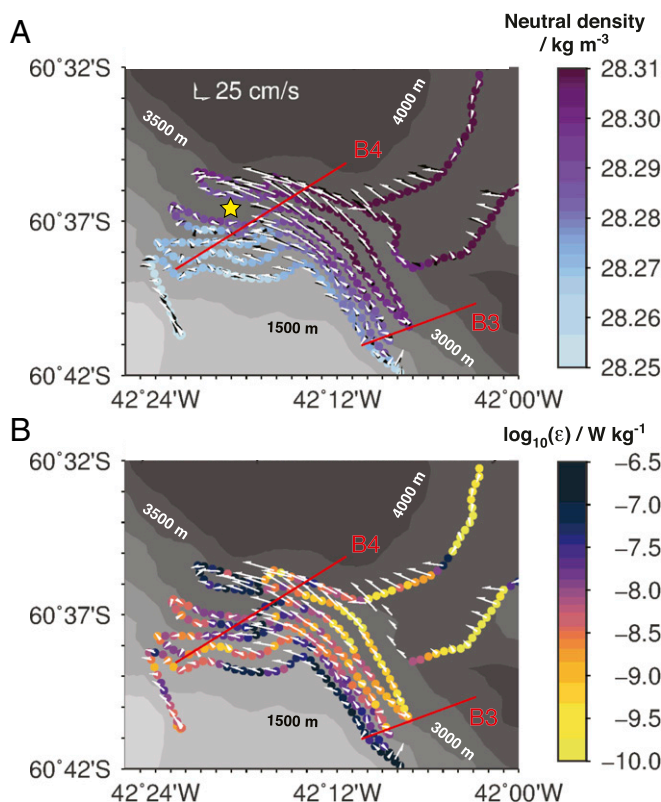 A
Neutral density
/ kg m⁻³
60˚32'S
60˚37'S
60˚42'S
25 cm/s
3500 m
4000 m
B4
B3
1500 m
3000 m
28.31
28.30
28.29
28.28
28.27
28.26
28.25
42˚24'W
42˚12'W
42˚00'W
B
log₁₀(ε) / W kg⁻¹
60˚32'S
60˚37'S
60˚42'S
3500 m
4000 m
B4
B3
1500 m
3000 m
−6.5
−7.0
−7.5
−8.0
−8.5
−9.0
−9.5
−10.0
42˚24'W
42˚12'W
42˚00'W